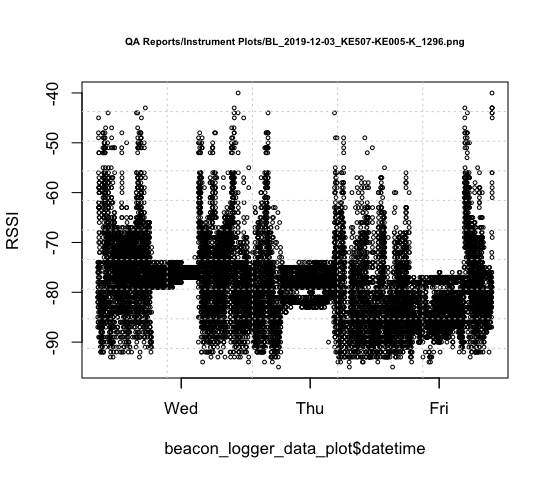 QA Reports/Instrument Plots/BL_2019-12-03_KE507-KE005-K_1296.png
-40
-50
-60
-70
-80
-90
RSSI
Wed Thu Fri
beacon_logger_data_plot$datetime